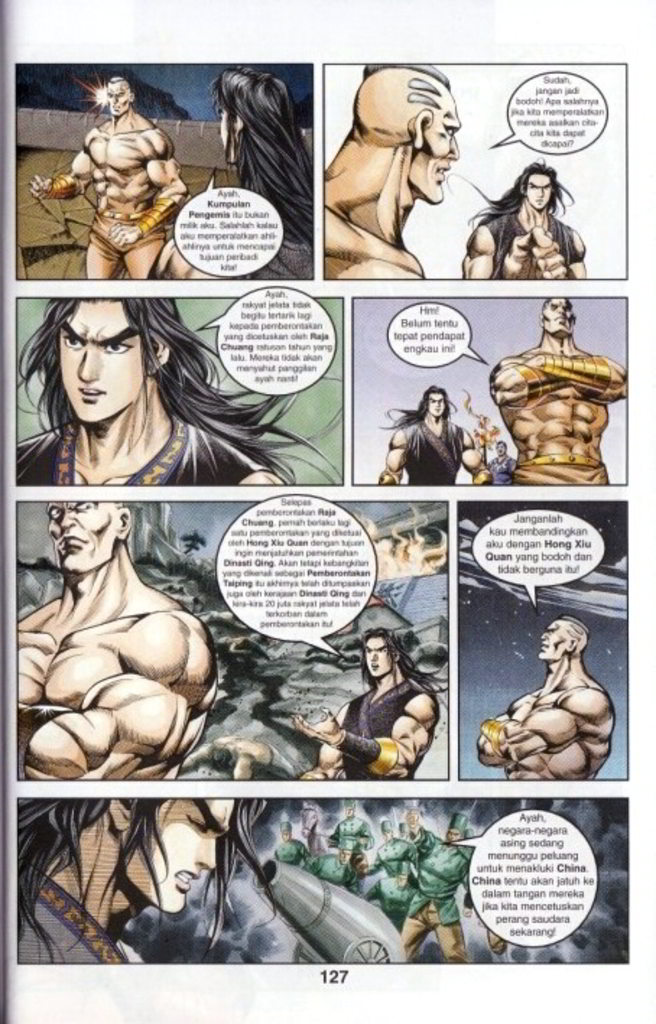 Ayah,
Kumpulan
Pengemis itu bukan
milik aku. Salahlah
aku memperalatkan ahli-
ahlinya untuk mencapai
tujuan peribadi
kita!
Sudah,
jangan jadi
bodoh! Apa salahnya
jika kita memperalatkan
mereka asalkan cita-
cita kita dapat
dicapai?
Ayah,
rakyat jelata tidak
begitu tertarik lagi
kepada pemberontakan
yang dicetuskan oleh Raja
Chuang ratusan tahun yang
lalu. Mereka tidak
menyahut panggilan
ayah nanti!
Hm!
Belum tentu
tepat pendapat
engkau ini!
Selepas
pemberontakan Raja
Chuang, pernah berlaku lagi
satu pemberontakan yang diketuai
oleh Hong Xiu Quan dengan tujuan
ingin menjatuhkan pemerintahan
Dinasti Qing. Akan tetapi kebangkitan
yang dikenali sebagai Pemberontakan
Taiping itu akhirnya telah ditumpaskan
juga oleh kerajaan Dinasti Qing dan
kira-kira 20 juta rakyat jelata telah
terkorban dalam
pemberontakan itu!
Janganlah
kau membandingkan
aku dengan Hong Xiu
Quan yang bodoh dan
tidak berguna itu!
Ayah,
negara-negara
asing sedang
menunggu peluang
untuk menakluki China.
China tentu akan jatuh ke
dalam tangan mereka
jika kita mencetuskan
perang saudara
sekarang!
127